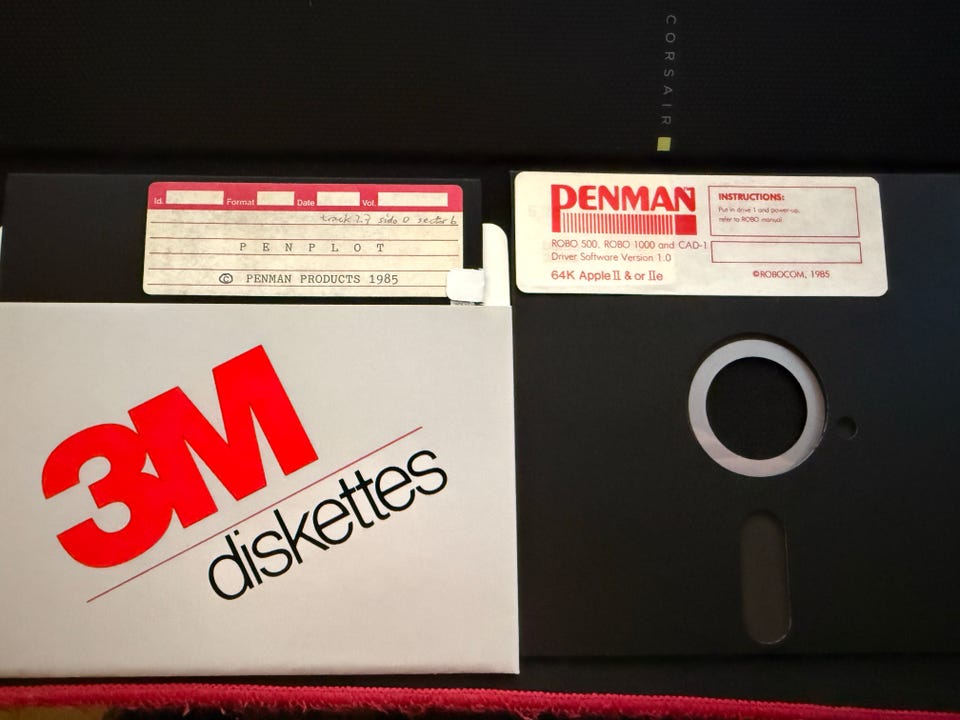 CORSAIR
Id. Format Date Vol.
track 27 side 0 sector 6
PENPLOT
© PENMAN PRODUCTS 1985
3M
diskettes
PENMAN
ROBO 500, ROBO 1000 and CAD-1
Driver Software Version 1.0
64K Apple II & or IIe
INSTRUCTIONS:
Put in drive 1 and power-up,
refer to ROBO manual.
©ROBOCOM, 1985